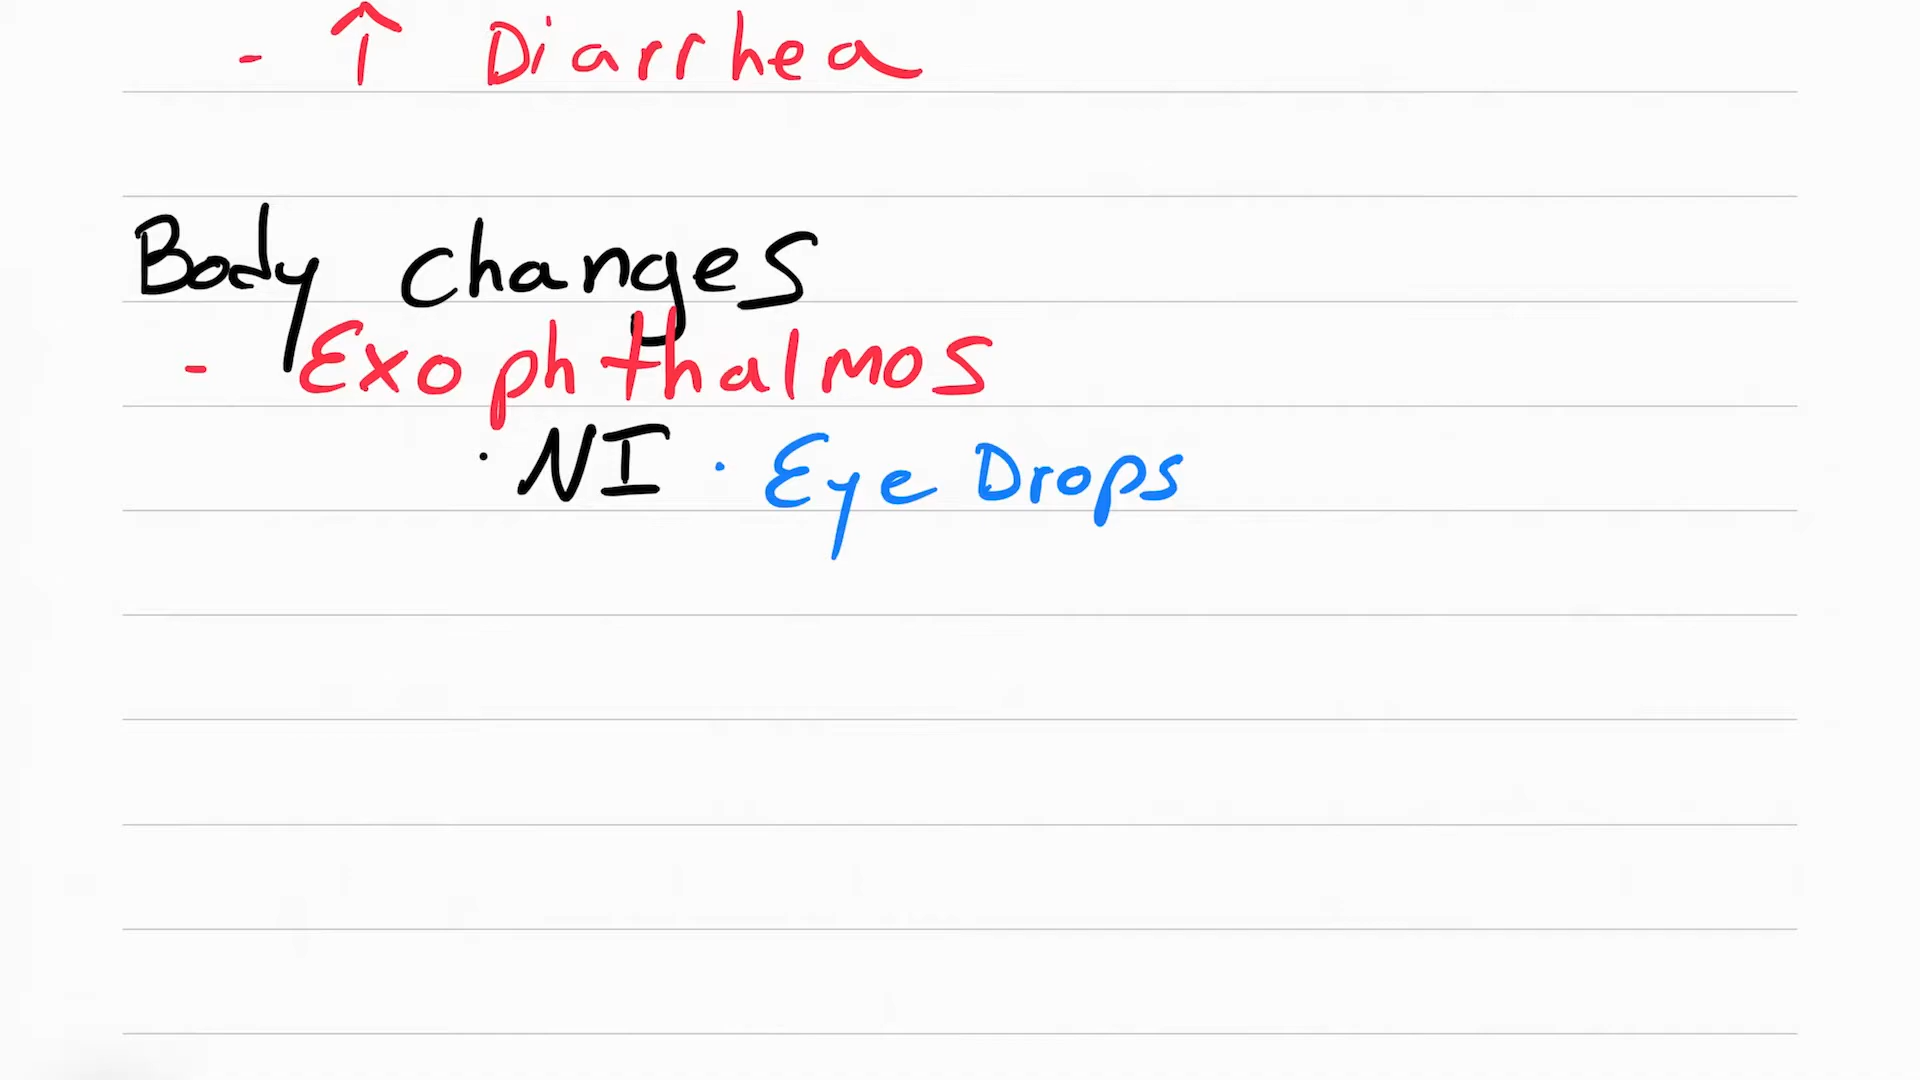 - ↑ Diarrhea
Body changes
- Exophthalmos
· NI · Eye Drops